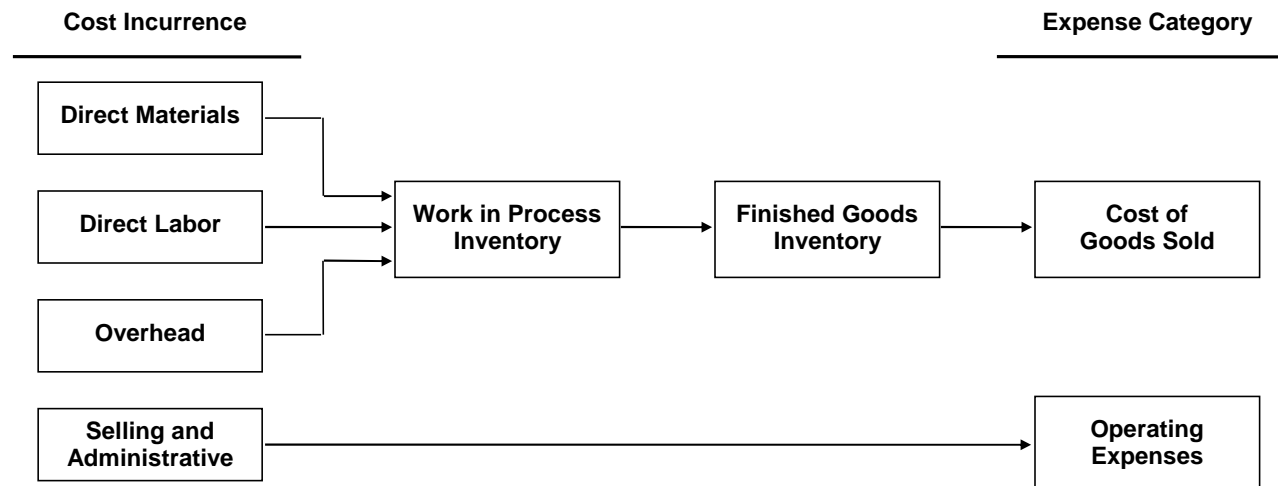 Cost Incurrence
Expense Category
Direct Materials
Direct Labor
Work in Process
Inventory
Finished Goods
Inventory
Cost of
Goods Sold
Overhead
Selling and
Administrative
Operating
Expenses